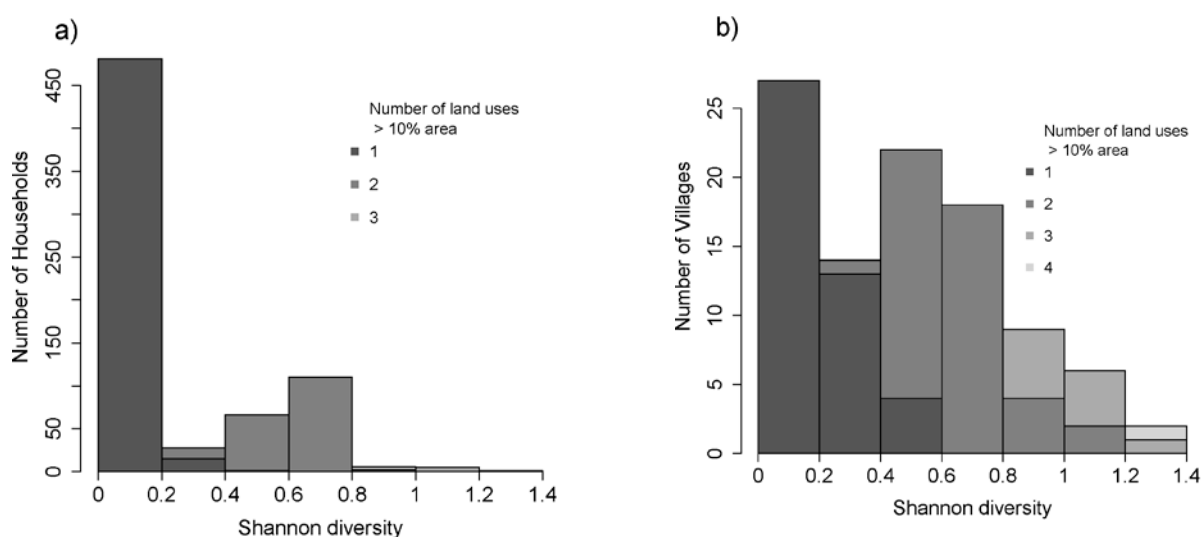 a)
Number of Households
450
350
250
150
50
0
0 0.2 0.4 0.6 0.8 1 1.2 1.4
Shannon diversity
Number of land uses
> 10% area
1
2
3
b)
Number of Villages
25
20
15
10
5
0
0 0.2 0.4 0.6 0.8 1 1.2 1.4
Shannon diversity
Number of land uses
> 10% area
1
2
3
4